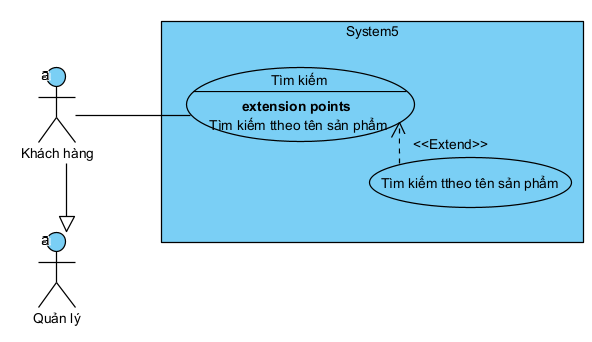 System5
Tìm kiếm
extension points
Tìm kiếm ttheo tên sản phẩm
<<Extend>>
Tìm kiếm ttheo tên sản phẩm
Khách hàng
Quản lý